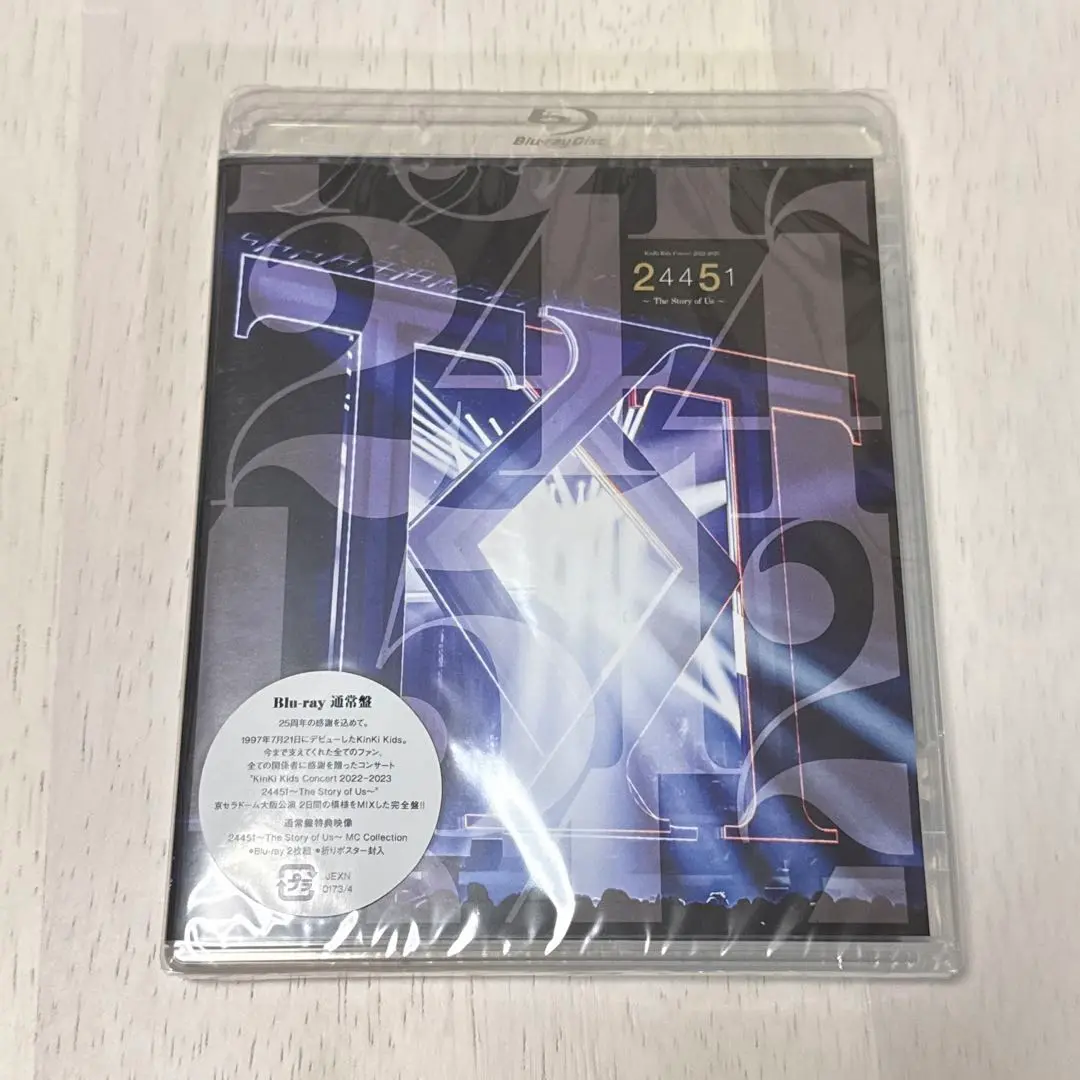 Blu-ray Disc
KinKi Kids Concert 2022-2023
24451
~ The Story of Us ~
Blu-ray 通常盤
25周年の感謝を込めて。
1997年7月21日にデビューしたKinKi Kids。
今まで支えてくれた全てのファン、
全ての関係者に感謝を贈ったコンサート
"KinKi Kids Concert 2022-2023
24451～The Story of Us～"
京セラドーム大阪公演 2日間の模様をMIXした完全盤!!
通常盤特典映像
24451～The Story of Us～ MC Collection
●Blu-ray 2枚組 ●折りポスター封入
プラ
JEXN
0173/4